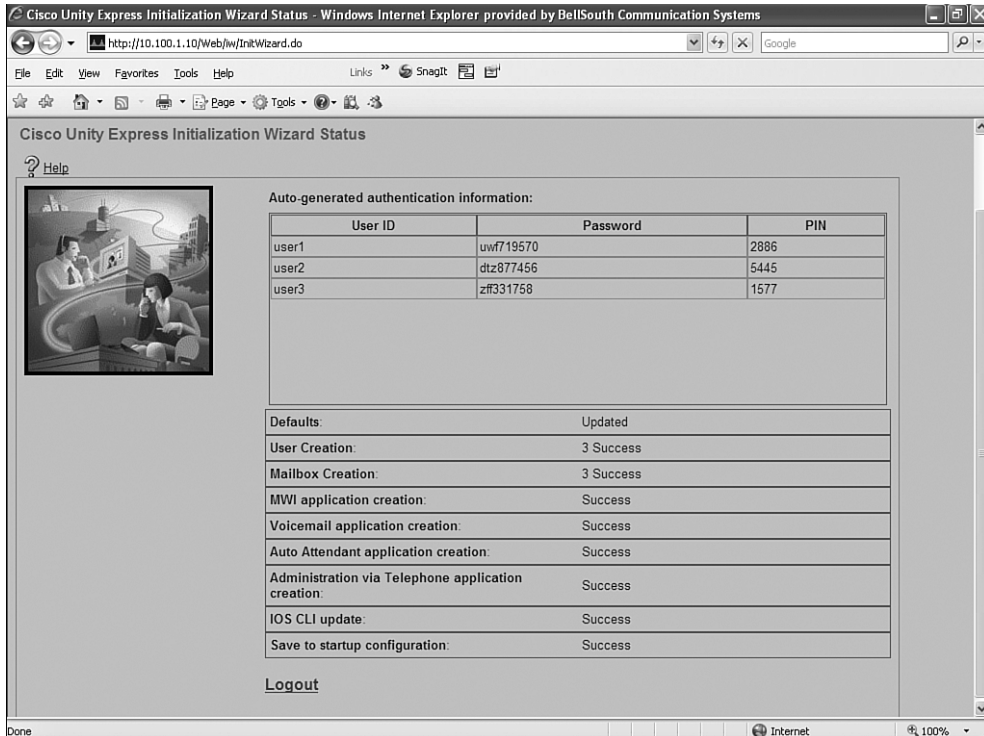 Cisco Unity Express Initialization Wizard Status - Windows Internet Explorer provided by BellSouth Communication Systems
http://10.100.1.10/Web/iw/InitWizard.do
Google
File Edit View Favorites Tools Help Links » SnagIt
Page Tools
Cisco Unity Express Initialization Wizard Status
Help
Auto-generated authentication information:
User ID Password PIN
user1 uwf719570 2886
user2 dtz877456 5445
user3 zff331758 1577
Defaults: Updated
User Creation: 3 Success
Mailbox Creation: 3 Success
MWI application creation: Success
Voicemail application creation: Success
Auto Attendant application creation: Success
Administration via Telephone application
creation: Success
IOS CLI update: Success
Save to startup configuration: Success
Logout
Done Internet 100%